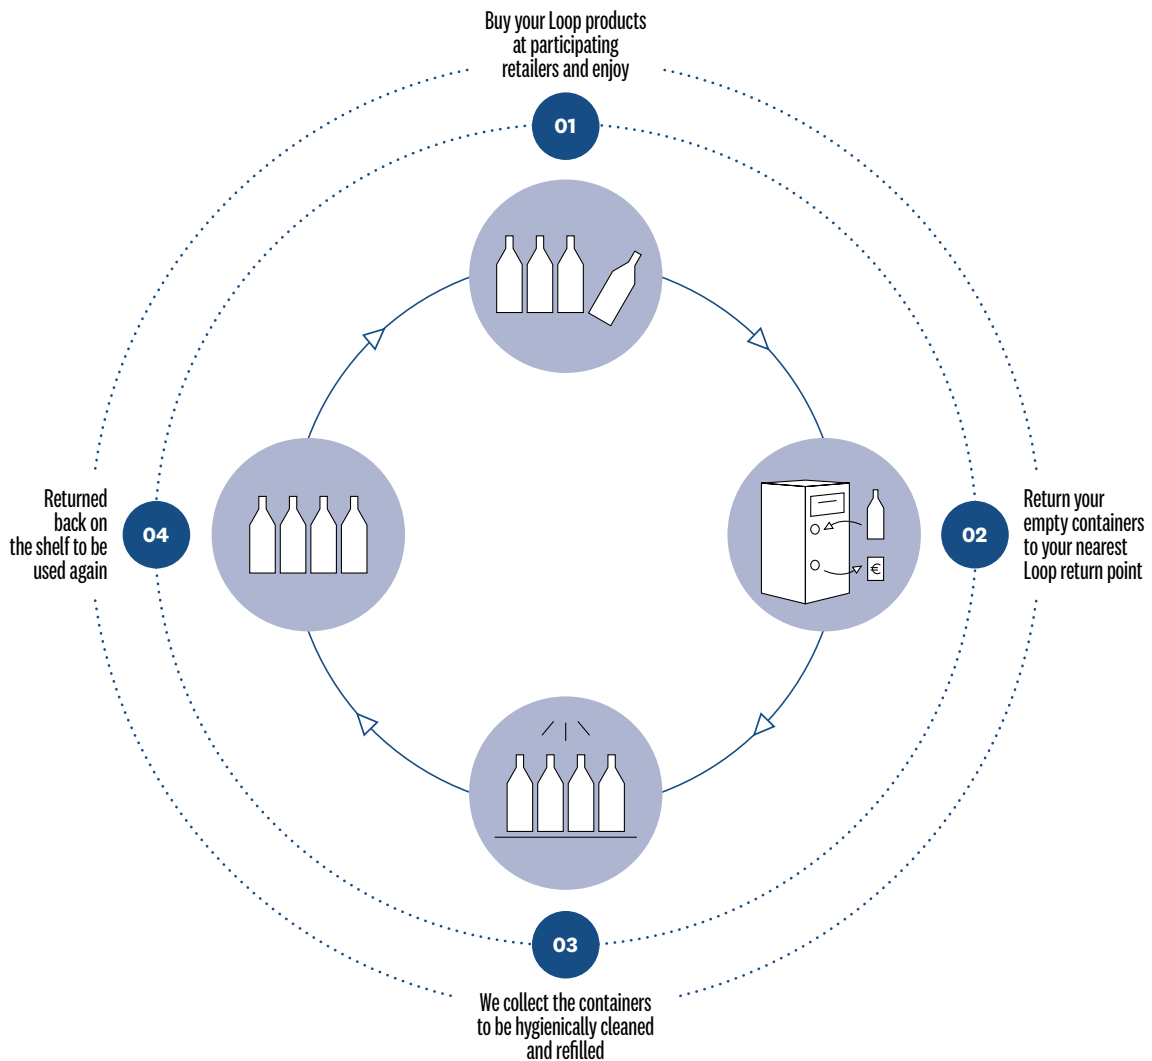 Buy your Loop products
at participating
retailers and enjoy
01
€
Return your
empty containers
to your nearest
Loop return point
02
03
We collect the containers
to be hygienically cleaned
and refilled
Returned
back on
the shelf to be
used again
04